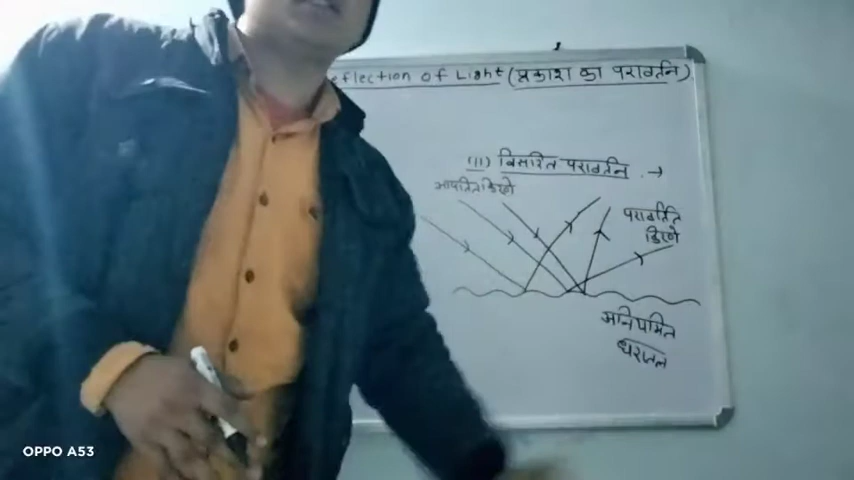 eflection of Light (प्रकाश का परावर्तन)
(11) विसरित परावर्तन . →
आपतित किरणे
परावर्तित
किरणे
अनियमित
धरातल
OPPO A53